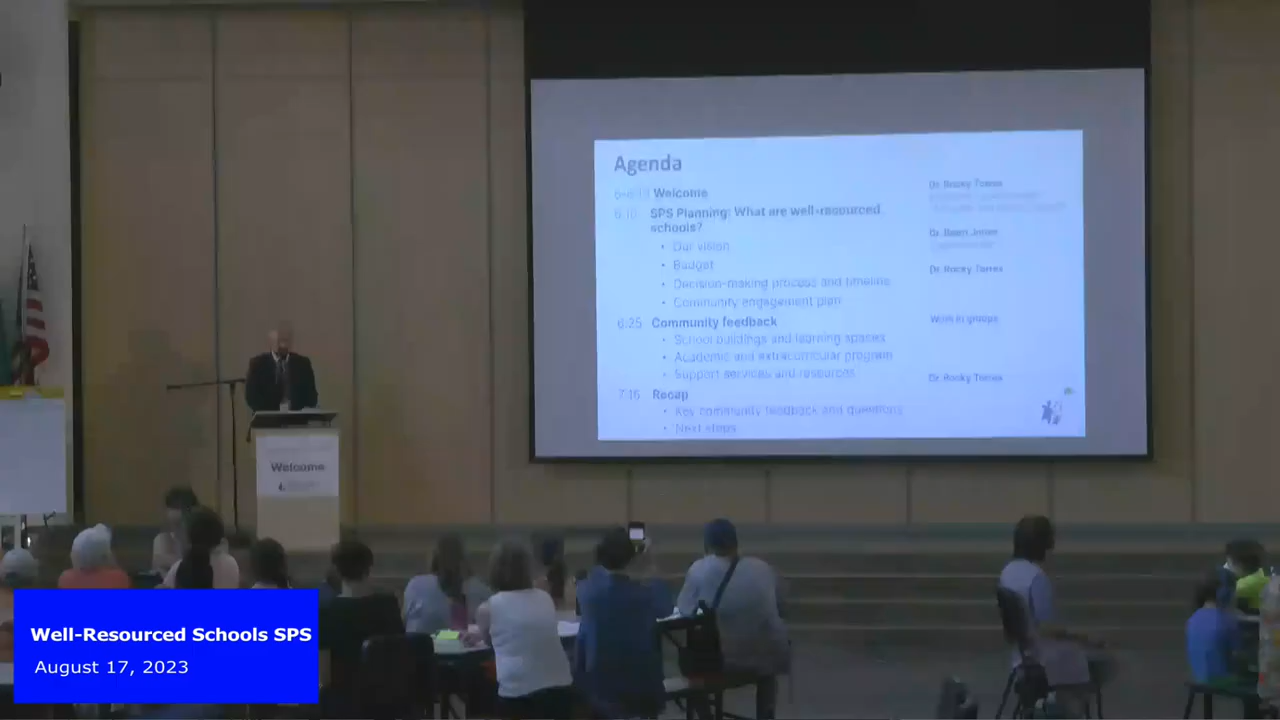 Agenda
Welcome
Dr. Rocky Torres
6:10 SPS Planning: What are well-resourced
schools?
Dr. Brent Jones
• Our vision
• Budget
Dr. Rocky Torres
• Decision-making process and timeline
• Community engagement plan
6:25 Community feedback
Work in groups
• School buildings and learning spaces
• Academic and extracurricular program
• Support services and resources
Dr. Rocky Torres
Recap
• Key community feedback and questions
• Next steps
Welcome
Well-Resourced Schools SPS
August 17, 2023